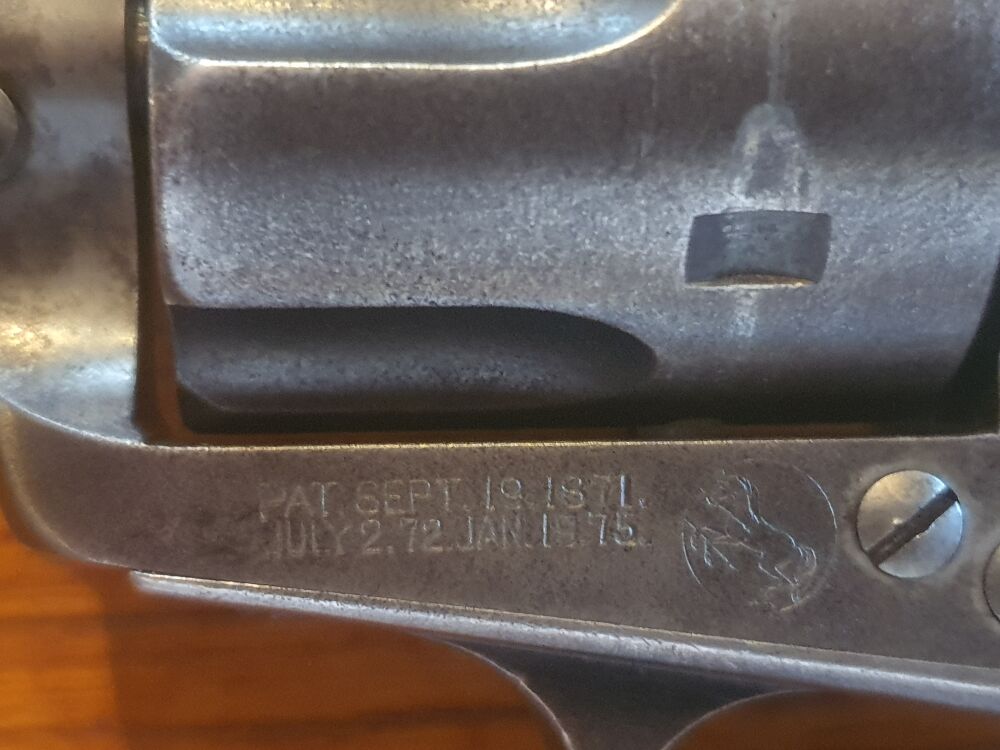 PAT. SEPT. 19. 1871.
JULY 2. 72. JAN. 19. 75.